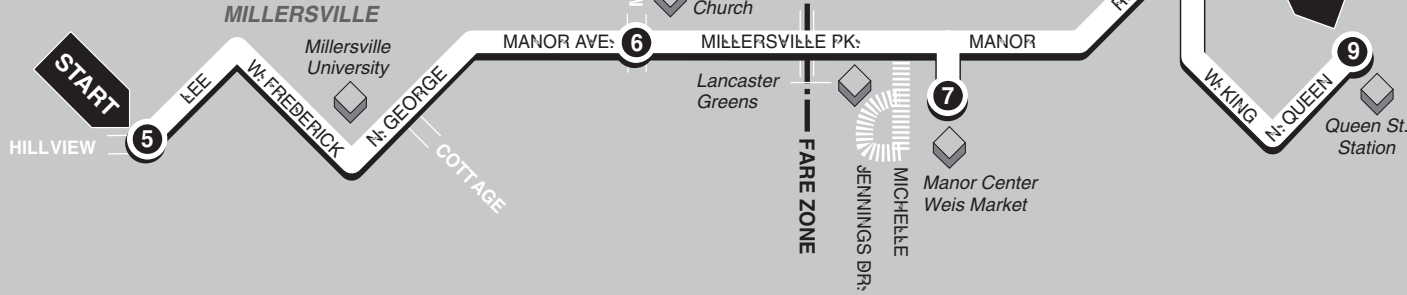 MILLERSVILLE
Church
START
LEE
Millersville
University
W. FREDERICK
N. GEORGE
MANOR AVE.
6
MILLERSVILLE PK.
MANOR
9
HILLVIEW
5
COTTAGE
Lancaster
Greens
7
FARE ZONE
JENNINGS DR.
MICHELLE
Manor Center
Weis Market
W. KING
N. QUEEN
Queen St.
Station